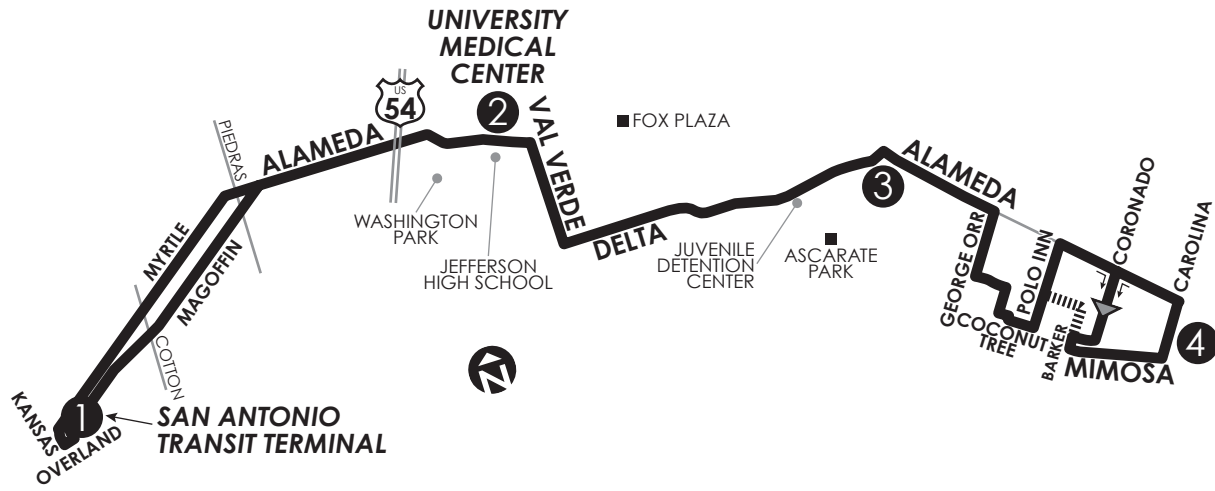 UNIVERSITY
MEDICAL
CENTER
US
54
2
VAL VERDE
FOX PLAZA
PIEDRAS
ALAMEDA
WASHINGTON
PARK
JEFFERSON
HIGH SCHOOL
DELTA
JUVENILE
DETENTION
CENTER
ASCARATE
PARK
3
ALAMEDA
GEORGE ORR
POLO INN
CORONADO
CAROLINA
GCOCONUT
TREE
BARKER
MIMOSA
4
MYRTLE
MAGOFFIN
COTTON
N
KANSAS
OVERLAND
1
SAN ANTONIO
TRANSIT TERMINAL